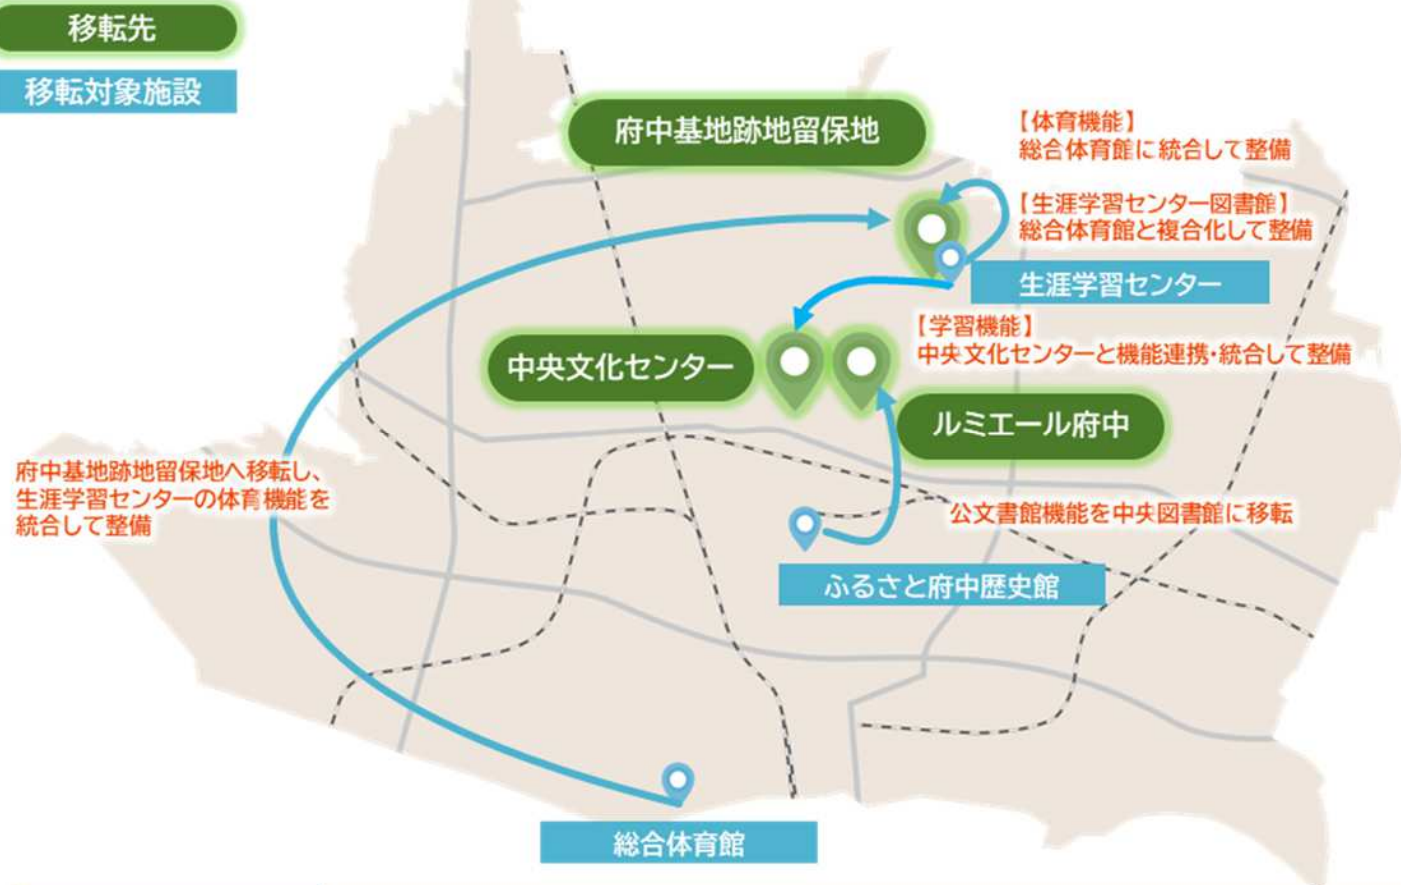 移転先
移転対象施設
府中基地跡地留保地
【体育機能】
総合体育館に統合して整備
【生涯学習センター図書館】
総合体育館と複合化して整備
生涯学習センター
【学習機能】
中央文化センターと機能連携・統合して整備
中央文化センター
ルミエール府中
府中基地跡地留保地へ移転し、
生涯学習センターの体育機能を
統合して整備
公文書館機能を中央図書館に移転
ふるさと府中歴史館
総合体育館